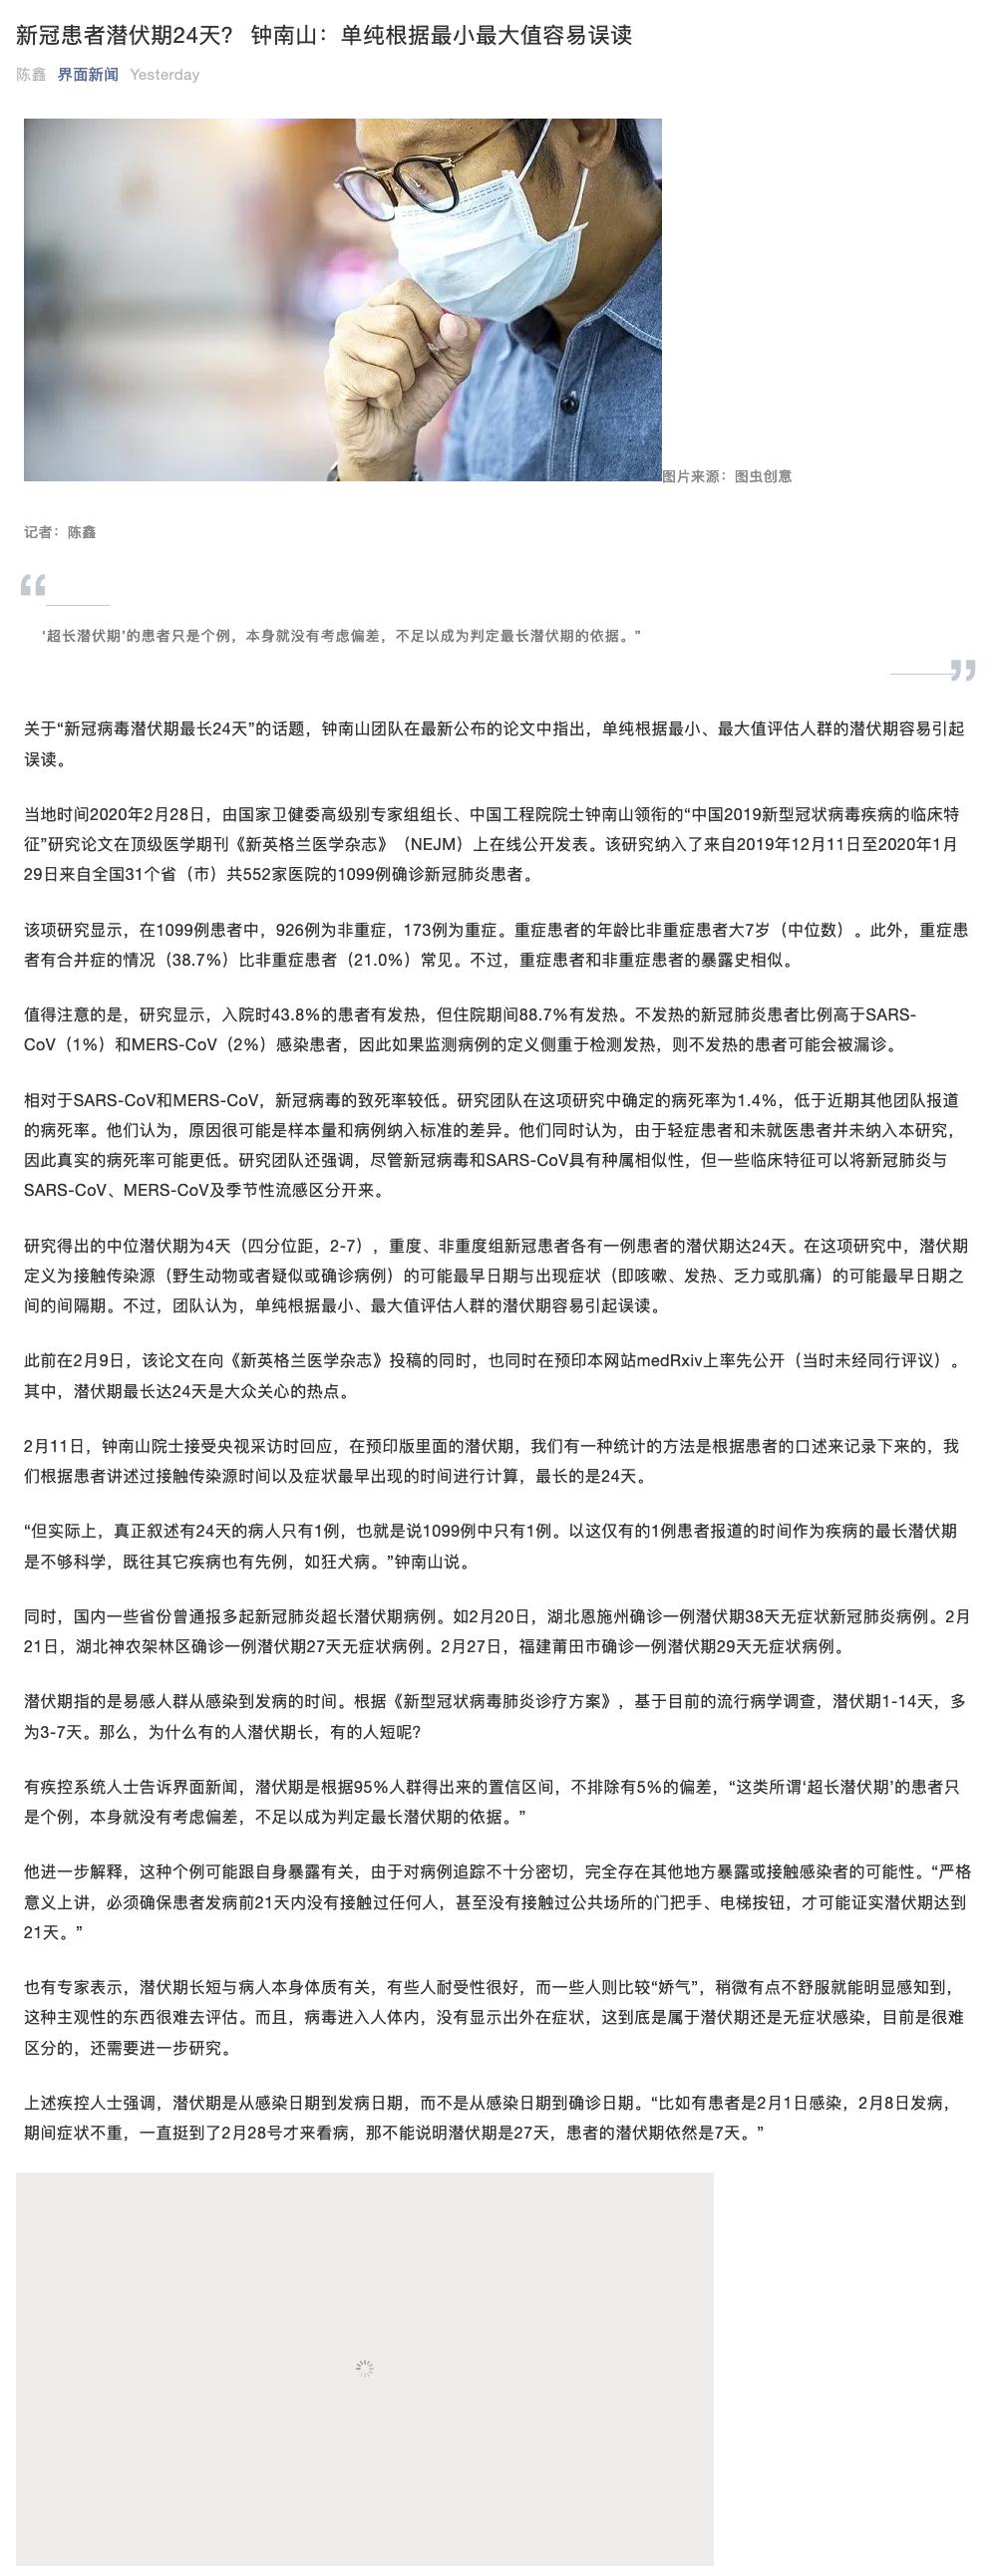 新冠患者潜伏期24天？ 钟南山：单纯根据最小最大值容易误读
陈鑫 界面新闻 Yesterday
图片来源：图虫创意
记者：陈鑫
“
‘超长潜伏期’的患者只是个例，本身就没有考虑偏差，不足以成为判定最长潜伏期的依据。”
”
关于“新冠病毒潜伏期最长24天”的话题，钟南山团队在最新公布的论文中指出，单纯根据最小、最大值评估人群的潜伏期容易引起
误读。
当地时间2020年2月28日，由国家卫健委高级别专家组组长、中国工程院院士钟南山领衔的“中国2019新型冠状病毒疾病的临床特
征”研究论文在顶级医学期刊《新英格兰医学杂志》（NEJM）上在线公开发表。该研究纳入了来自2019年12月11日至2020年1月
29日来自全国31个省（市）共552家医院的1099例确诊新冠肺炎患者。
该项研究显示，在1099例患者中，926例为非重症，173例为重症。重症患者的年龄比非重症患者大7岁（中位数）。此外，重症患
者有合并症的情况（38.7%）比非重症患者（21.0%）常见。不过，重症患者和非重症患者的暴露史相似。
值得注意的是，研究显示，入院时43.8%的患者有发热，但住院期间88.7%有发热。不发热的新冠肺炎患者比例高于SARS-
CoV（1%）和MERS-CoV（2%）感染患者，因此如果监测病例的定义侧重于检测发热，则不发热的患者可能会被漏诊。
相对于SARS-CoV和MERS-CoV，新冠病毒的致死率较低。研究团队在这项研究中确定的病死率为1.4%，低于近期其他团队报道
的病死率。他们认为，原因很可能是样本量和病例纳入标准的差异。他们同时认为，由于轻症患者和未就医患者并未纳入本研究，
因此真实的病死率可能更低。研究团队还强调，尽管新冠病毒和SARS-CoV具有种属相似性，但一些临床特征可以将新冠肺炎与
SARS-CoV、MERS-CoV及季节性流感区分开来。
研究得出的中位潜伏期为4天（四分位距，2-7），重度、非重度组新冠患者各有一例患者的潜伏期达24天。在这项研究中，潜伏期
定义为接触传染源（野生动物或者疑似或确诊病例）的可能最早日期与出现症状（即咳嗽、发热、乏力或肌痛）的可能最早日期之
间的间隔期。不过，团队认为，单纯根据最小、最大值评估人群的潜伏期容易引起误读。
此前在2月9日，该论文在向《新英格兰医学杂志》投稿的同时，也同时在预印本网站medRxiv上率先公开（当时未经同行评议）。
其中，潜伏期最长达24天是大众关心的热点。
2月11日，钟南山院士接受央视采访时回应，在预印版里面的潜伏期，我们有一种统计的方法是根据患者的口述来记录下来的，我
们根据患者讲述过接触传染源时间以及症状最早出现的时间进行计算，最长的是24天。
“但实际上，真正叙述有24天的病人只有1例，也就是说1099例中只有1例。以这仅有的1例患者报道的时间作为疾病的最长潜伏期
是不够科学，既往其它疾病也有先例，如狂犬病。”钟南山说。
同时，国内一些省份曾通报多起新冠肺炎超长潜伏期病例。如2月20日，湖北恩施州确诊一例潜伏期38天无症状新冠肺炎病例。2月
21日，湖北神农架林区确诊一例潜伏期27天无症状病例。2月27日，福建莆田市确诊一例潜伏期29天无症状病例。
潜伏期指的是易感人群从感染到发病的时间。根据《新型冠状病毒肺炎诊疗方案》，基于目前的流行病学调查，潜伏期1-14天，多
为3-7天。那么，为什么有的人潜伏期长，有的人短呢?
有疾控系统人士告诉界面新闻，潜伏期是根据95%人群得出来的置信区间，不排除有5%的偏差，“这类所谓‘超长潜伏期’的患者只
是个例，本身就没有考虑偏差，不足以成为判定最长潜伏期的依据。”
他进一步解释，这种个例可能跟自身暴露有关，由于对病例追踪不十分密切，完全存在其他地方暴露或接触感染者的可能性。“严格
意义上讲，必须确保患者发病前21天内没有接触过任何人，甚至没有接触过公共场所的门把手、电梯按钮，才可能证实潜伏期达到
21天。”
也有专家表示，潜伏期长短与病人本身体质有关，有些人耐受性很好，而一些人则比较“娇气”，稍微有点不舒服就能明显感知到，
这种主观性的东西很难去评估。而且，病毒进入人体内，没有显示出外在症状，这到底是属于潜伏期还是无症状感染，目前是很难
区分的，还需要进一步研究。
上述疾控人士强调，潜伏期是从感染日期到发病日期，而不是从感染日期到确诊日期。“比如有患者是2月1日感染，2月8日发病，
期间症状不重，一直挺到了2月28号才来看病，那不能说明潜伏期是27天，患者的潜伏期依然是7天。”